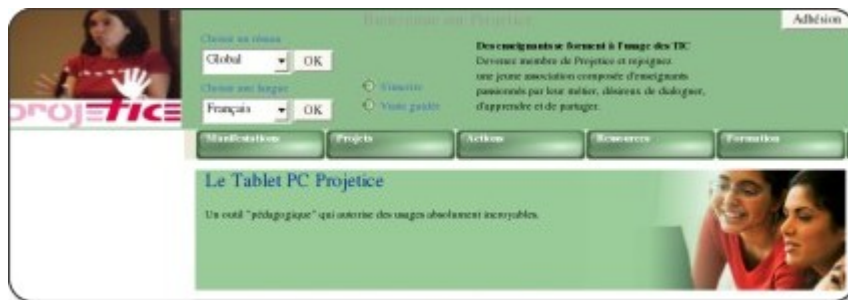 Bienvenue sur Projetice
Adhésion
Choisir un réseau
Global OK
Choisir une langue
Français OK
S'inscrire
Visite guidée
Des enseignants se forment à l'usage des TIC
Devenez membre de Projetice et rejoignez
une jeune association composée d'enseignants
passionnés par leur métier, désireux de dialoguer,
d'apprendre et de partager.
projeTICE
Manifestations Projets Actions Ressources Formation
Le Tablet PC Projetice
Un outil "pédagogique" qui autorise des usages absolument incroyables.